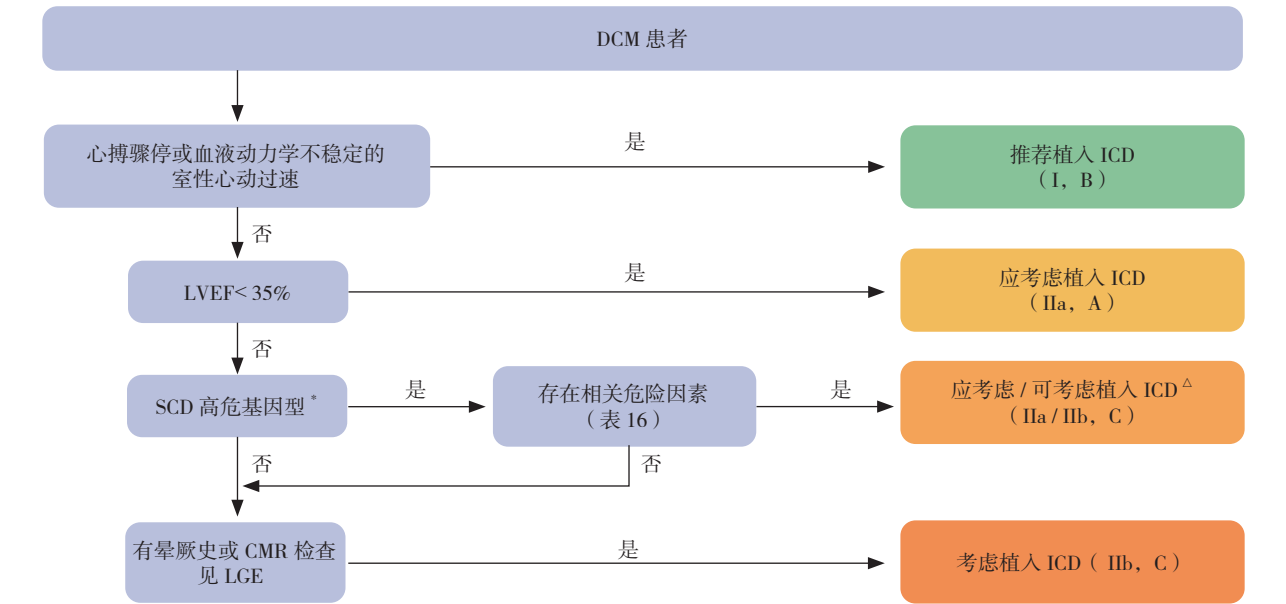 DCM 患者
心搏骤停或血液动力学不稳定的
室性心动过速
是
推荐植入 ICD
（I，B）
否
LVEF< 35%
是
应考虑植入 ICD
（IIa，A）
否
SCD 高危基因型 *
是
存在相关危险因素
（表 16）
是
应考虑 / 可考虑植入 ICD △
（IIa / IIb，C）
否
否
有晕厥史或 CMR 检查
见 LGE
是
考虑植入 ICD（ IIb，C）